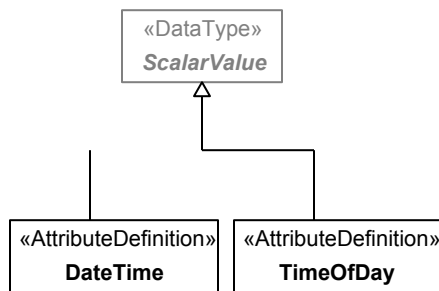 «DataType»
ScalarValue
«AttributeDefinition»
DateTime
«AttributeDefinition»
TimeOfDay